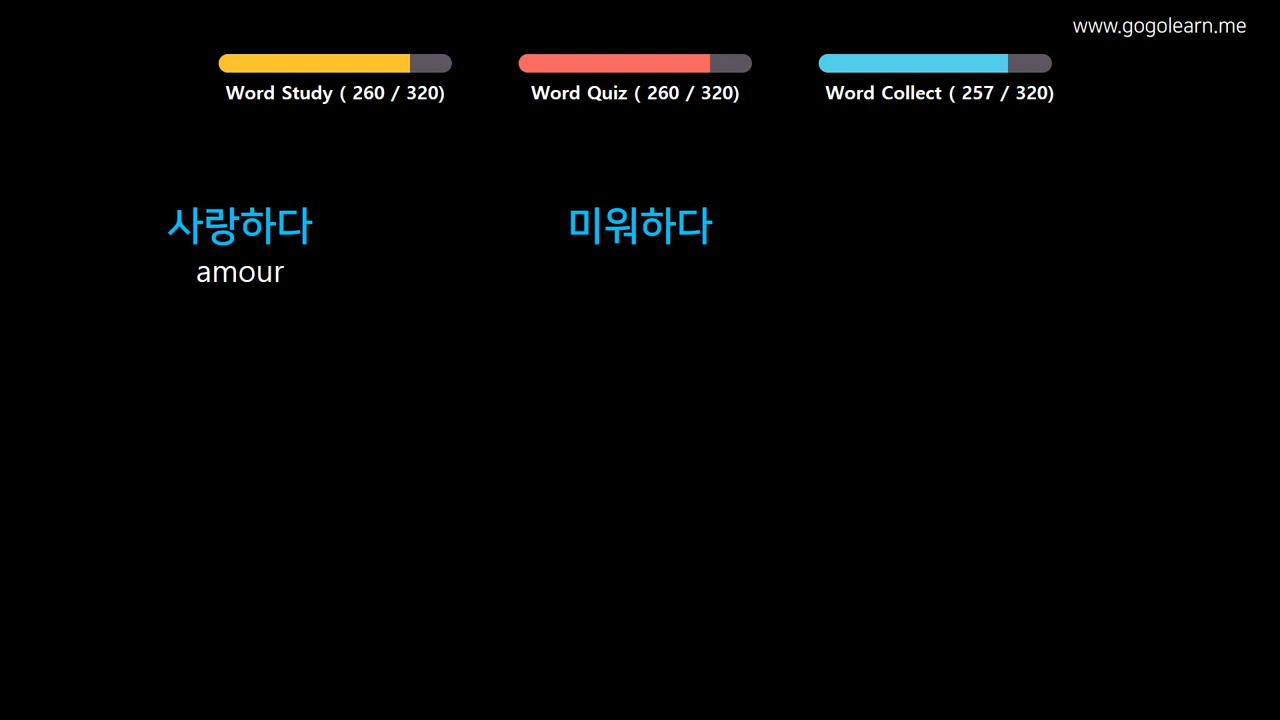 www.gogolearn.me
Word Study ( 260 / 320)
Word Quiz ( 260 / 320)
Word Collect ( 257 / 320)
사랑하다
미워하다
amour